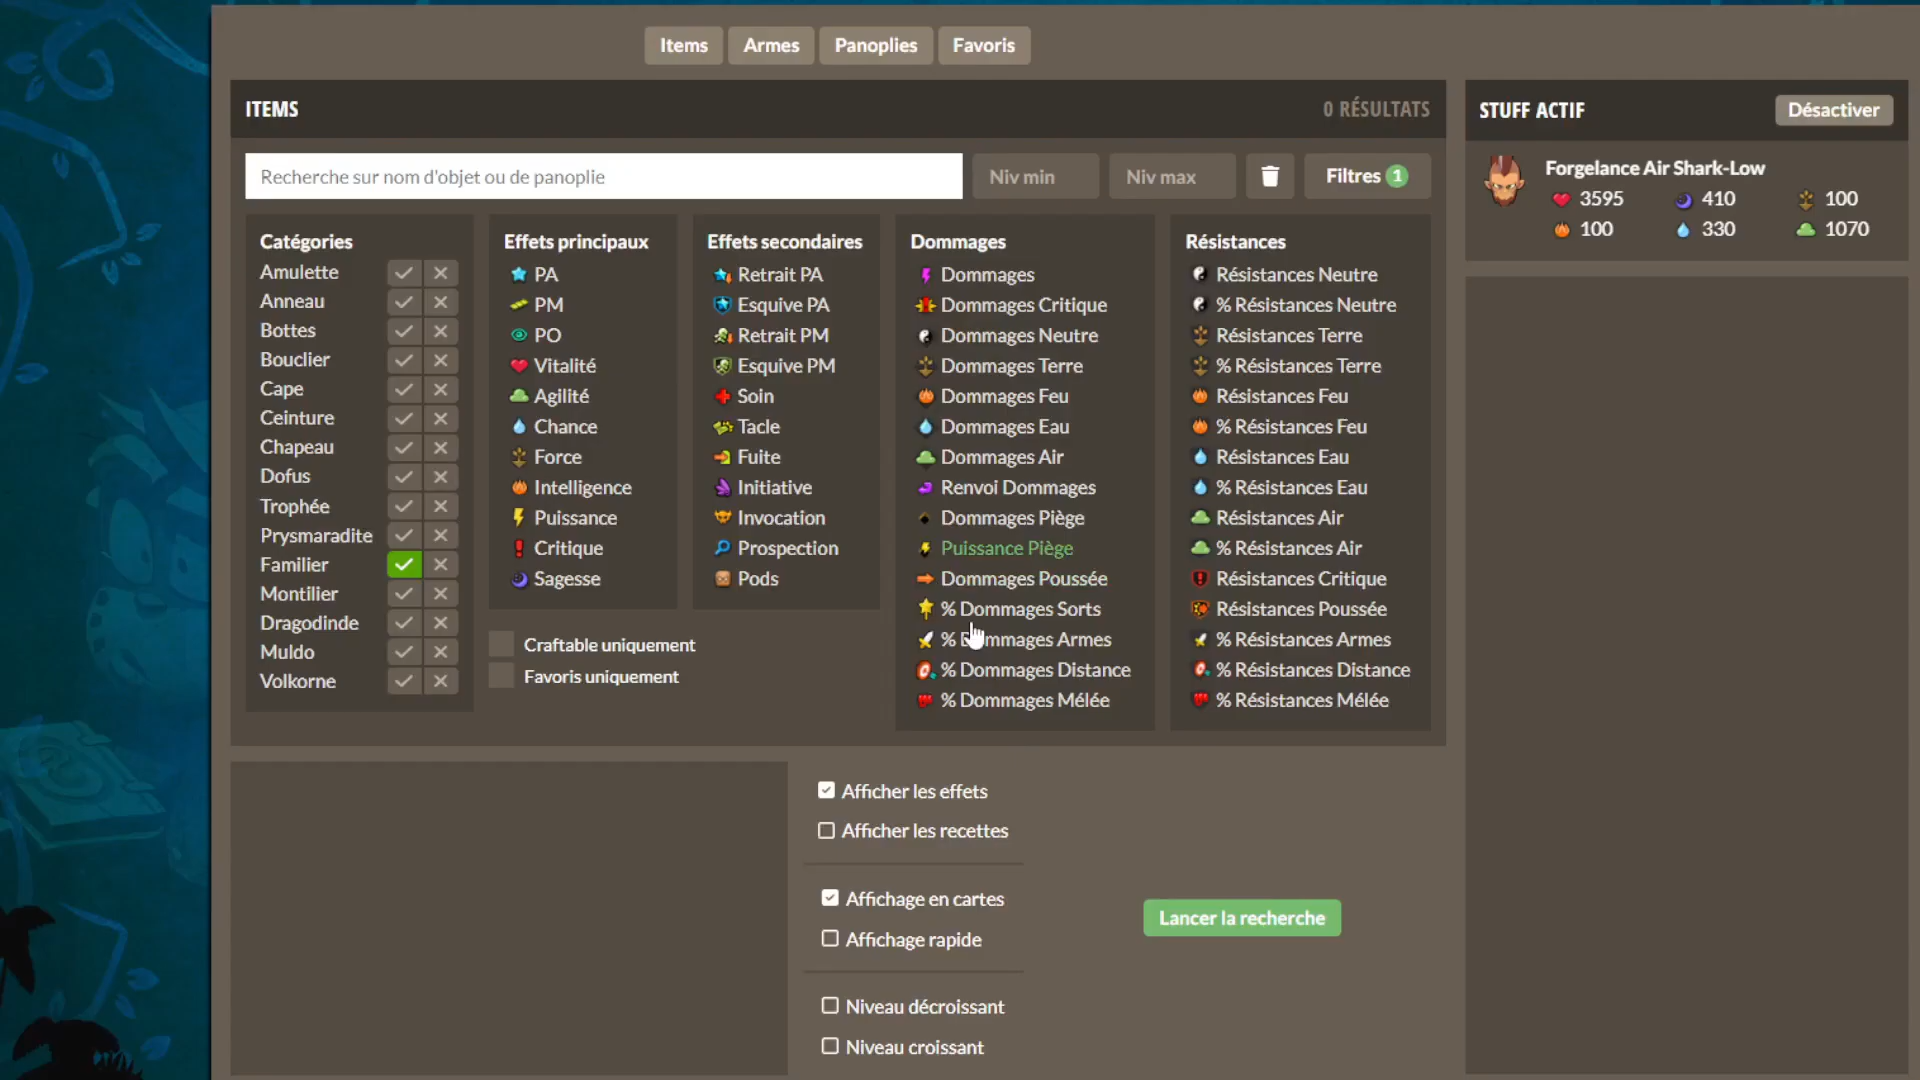 Items
Armes
Panoplies
Favoris
ITEMS
0 RÉSULTATS
Recherche sur nom d'objet ou de panoplie
Niv min
Niv max
Filtres 1
Catégories
Amulette
Anneau
Bottes
Bouclier
Cape
Ceinture
Chapeau
Dofus
Trophée
Prysmaradite
Familier
Montilier
Dragodinde
Muldo
Volkorne
Effets principaux
PA
PM
PO
Vitalité
Agilité
Chance
Force
Intelligence
Puissance
Critique
Sagesse
Craftable uniquement
Favoris uniquement
Effets secondaires
Retrait PA
Esquive PA
Retrait PM
Esquive PM
Soin
Tacle
Fuite
Initiative
Invocation
Prospection
Pods
Dommages
Dommages
Dommages Critique
Dommages Neutre
Dommages Terre
Dommages Feu
Dommages Eau
Dommages Air
Renvoi Dommages
Dommages Piège
Puissance Piège
Dommages Poussée
% Dommages Sorts
% Dommages Armes
% Dommages Distance
% Dommages Mêlée
Résistances
Résistances Neutre
% Résistances Neutre
Résistances Terre
% Résistances Terre
Résistances Feu
% Résistances Feu
Résistances Eau
% Résistances Eau
Résistances Air
% Résistances Air
Résistances Critique
Résistances Poussée
% Résistances Armes
% Résistances Distance
% Résistances Mêlée
STUFF ACTIF
Désactiver
Forgelance Air Shark-Low
3595 410 100
100 330 1070
Afficher les effets
Afficher les recettes
Affichage en cartes
Affichage rapide
Niveau décroissant
Niveau croissant
Lancer la recherche